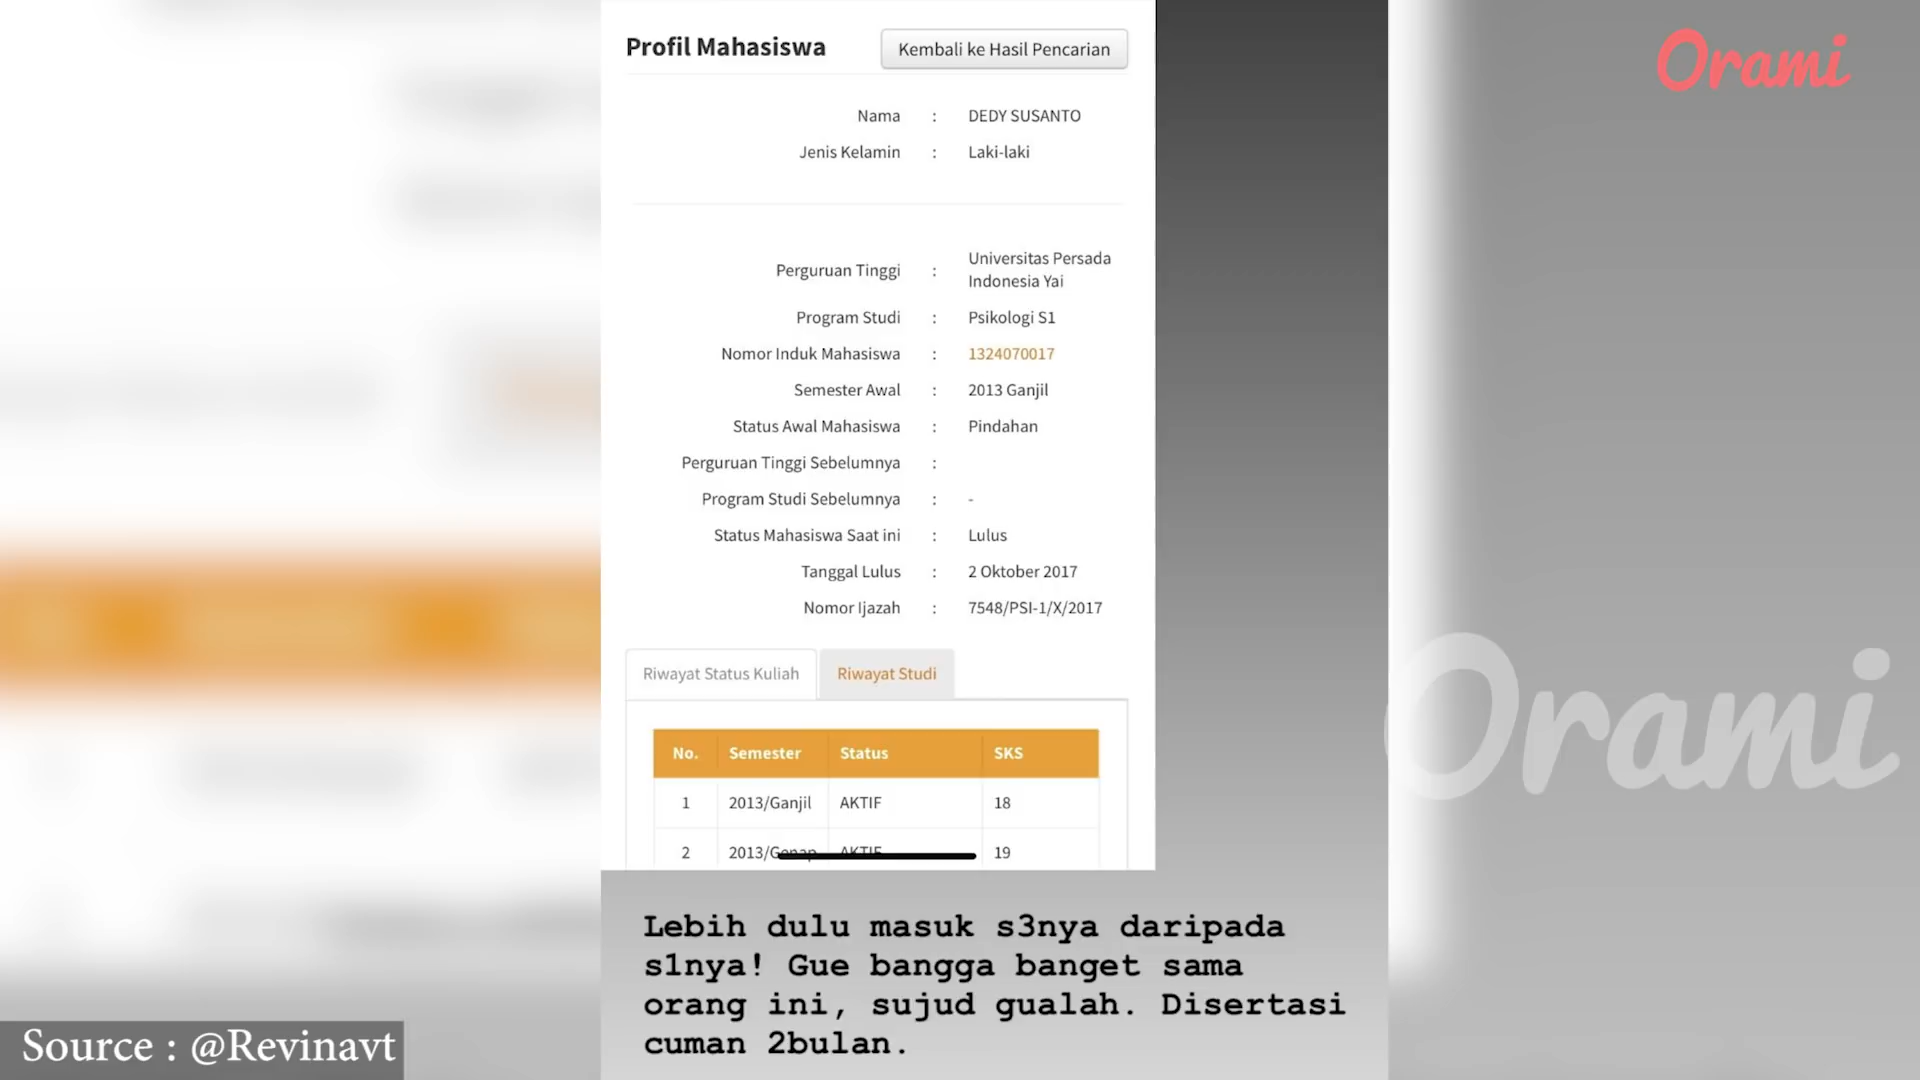 Orami
Profil Mahasiswa
Kembali ke Hasil Pencarian
Nama : DEDY SUSANTO
Jenis Kelamin : Laki-laki
Perguruan Tinggi : Universitas Persada
Indonesia Yai
Program Studi : Psikologi S1
Nomor Induk Mahasiswa : 1324070017
Semester Awal : 2013 Ganjil
Status Awal Mahasiswa : Pindahan
Perguruan Tinggi Sebelumnya :
Program Studi Sebelumnya : -
Status Mahasiswa Saat ini : Lulus
Tanggal Lulus : 2 Oktober 2017
Nomor Ijazah : 7548/PSI-1/X/2017
Riwayat Status Kuliah
Riwayat Studi
No. Semester Status SKS
1 2013/Ganjil AKTIF 18
2 2013/Genap AKTIF 19
Orami
Lebih dulu masuk s3nya daripada
s1nya! Gue bangga banget sama
orang ini, sujud gualah. Disertasi
cuman 2bulan.
Source : @Revinavt